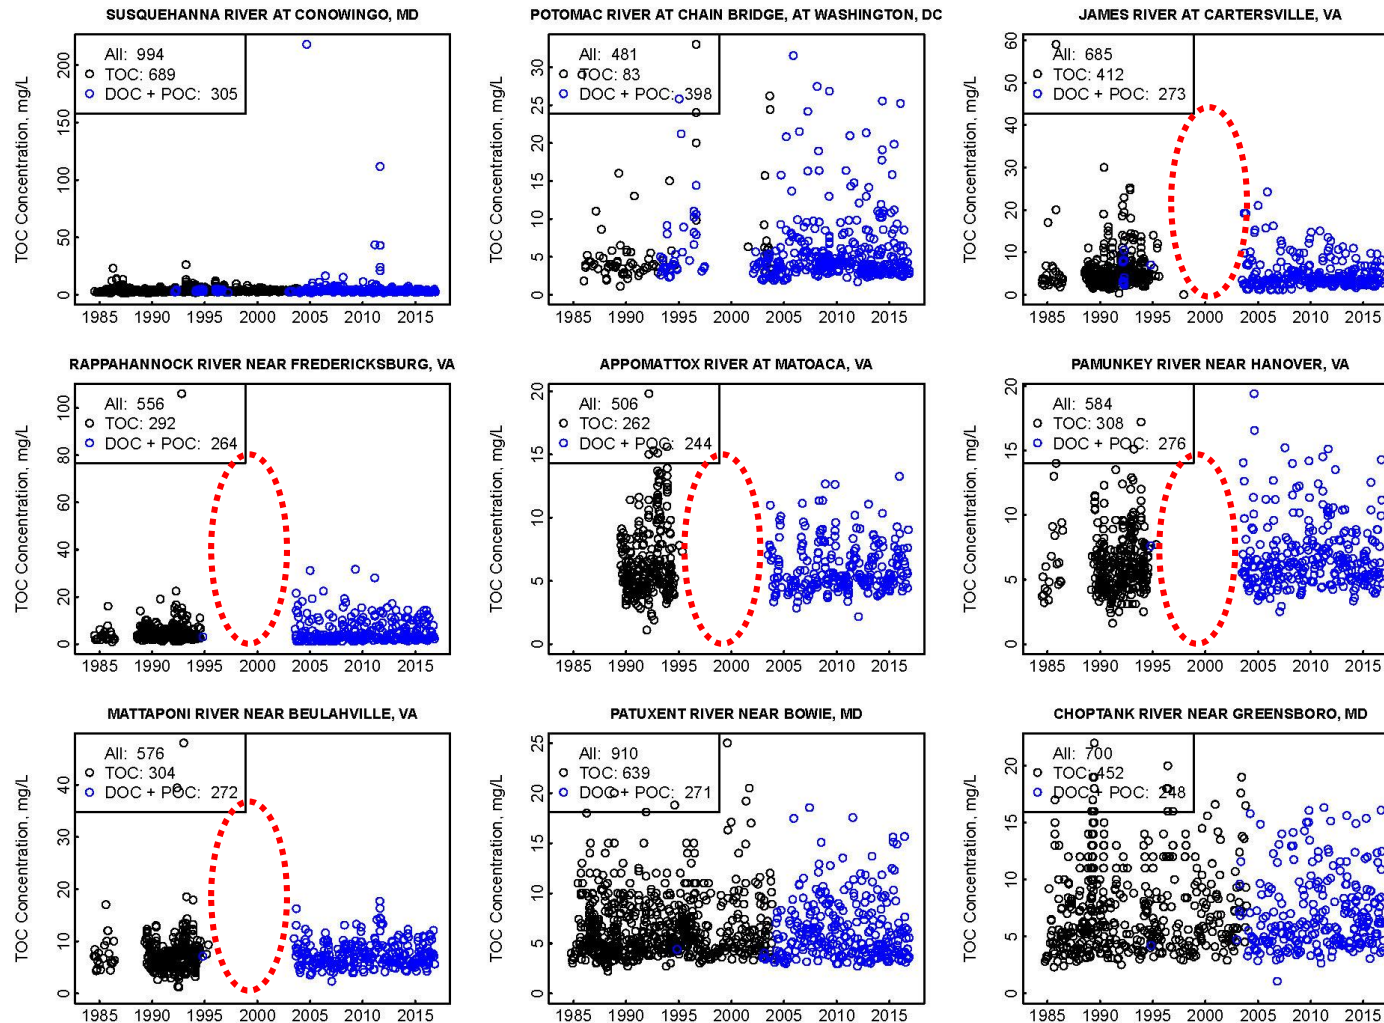 SUSQUEHANNA RIVER AT CONOWINGO, MD
TOC Concentration, mg/L
200
150
100
50
0
All: 994
TOC: 689
DOC + POC: 305
1985 1990 1995 2000 2005 2010 2015
POTOMAC RIVER AT CHAIN BRIDGE, AT WASHINGTON, DC
TOC Concentration, mg/L
30
25
20
15
10
5
0
All: 481
TOC: 83
DOC + POC: 398
1985 1990 1995 2000 2005 2010 2015
JAMES RIVER AT CARTERSVILLE, VA
TOC Concentration, mg/L
60
50
40
30
20
10
0
All: 685
TOC: 412
DOC + POC: 273
1985 1990 1995 2000 2005 2010 2015
RAPPAHANNOCK RIVER NEAR FREDERICKSBURG, VA
TOC Concentration, mg/L
100
80
60
40
20
0
All: 556
TOC: 292
DOC + POC: 264
1985 1990 1995 2000 2005 2010 2015
APPOMATTOX RIVER AT MATOACA, VA
TOC Concentration, mg/L
20
15
10
5
0
All: 506
TOC: 262
DOC + POC: 244
1985 1990 1995 2000 2005 2010 2015
PAMUNKEY RIVER NEAR HANOVER, VA
TOC Concentration, mg/L
20
15
10
5
0
All: 584
TOC: 308
DOC + POC: 276
1985 1990 1995 2000 2005 2010 2015
MATTAPONI RIVER NEAR BEULAHVILLE, VA
TOC Concentration, mg/L
40
30
20
10
0
All: 576
TOC: 304
DOC + POC: 272
1985 1990 1995 2000 2005 2010 2015
PATUXENT RIVER NEAR BOWIE, MD
TOC Concentration, mg/L
25
20
15
10
5
0
All: 910
TOC: 639
DOC + POC: 271
1985 1990 1995 2000 2005 2010 2015
CHOPTANK RIVER NEAR GREENSBORO, MD
TOC Concentration, mg/L
20
15
10
5
0
All: 700
TOC: 452
DOC + POC: 248
1985 1990 1995 2000 2005 2010 2015